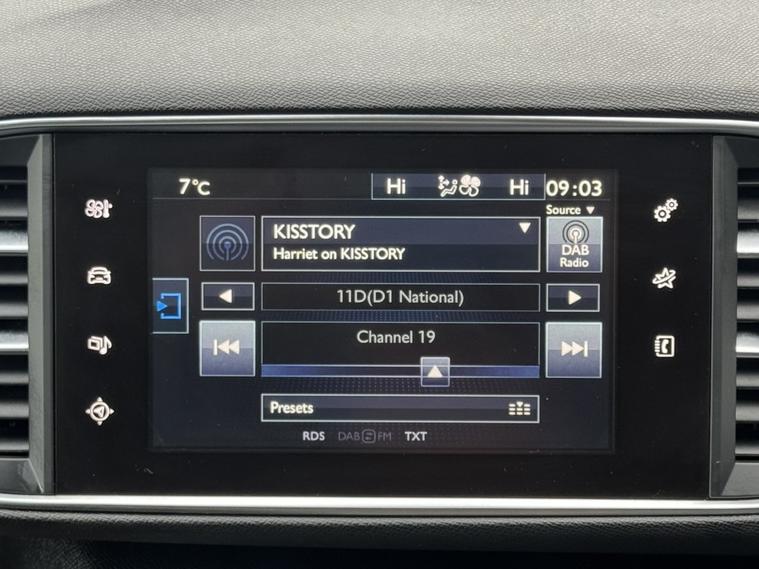 7°C
Hi Hi 09:03
Source
KISSTORY
Harriet on KISSTORY
DAB
Radio
11D(D1 National)
Channel 19
Presets
RDS DAB FM TXT